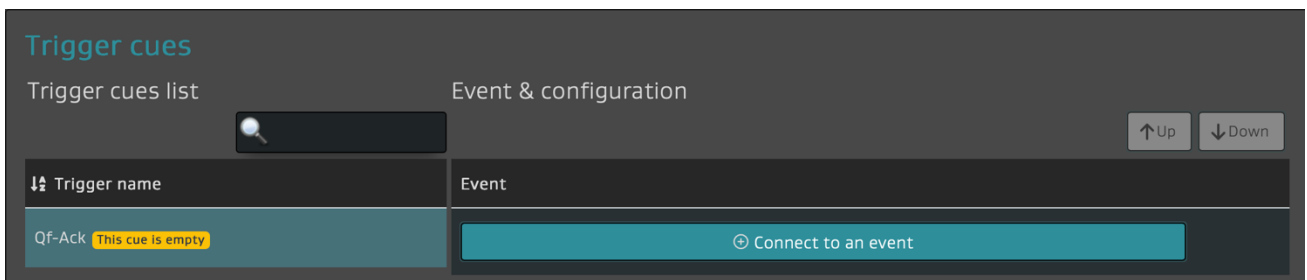 Trigger cues
Trigger cues list
Event & configuration
Up
Down
Trigger name
Event
Qf-Ack This cue is empty
Connect to an event